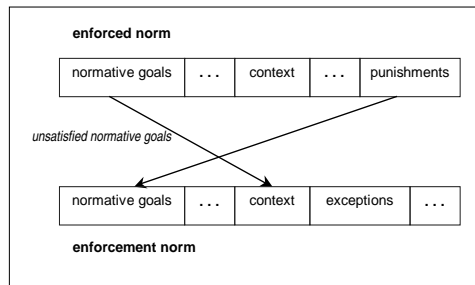 enforced norm
normative goals ... context ... punishments
unsatisfied normative goals
normative goals ... context exceptions ...
enforcement norm